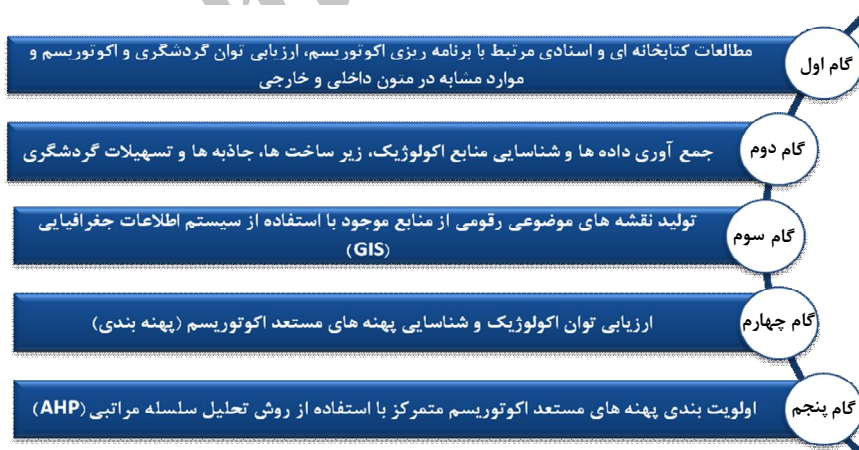 گام اول
مطالعات کتابخانه ای و اسنادی مرتبط با برنامه ریزی اکوتوریسم، ارزیابی توان گردشگری و اکوتوریسم و
موارد مشابه در متون داخلی و خارجی
گام دوم
جمع آوری داده ها و شناسایی منابع اکولوژیک، زیر ساخت ها، جاذبه ها و تسهیلات گردشگری
گام سوم
تولید نقشه های موضوعی رقومی از منابع موجود با استفاده از سیستم اطلاعات جغرافیایی
(GIS)
گام چهارم
ارزیابی توان اکولوژیک و شناسایی پهنه های مستعد اکوتوریسم (پهنه بندی)
گام پنجم
اولویت بندی پهنه های مستعد اکوتوریسم متمرکز با استفاده از روش تحلیل سلسله مراتبی (AHP)